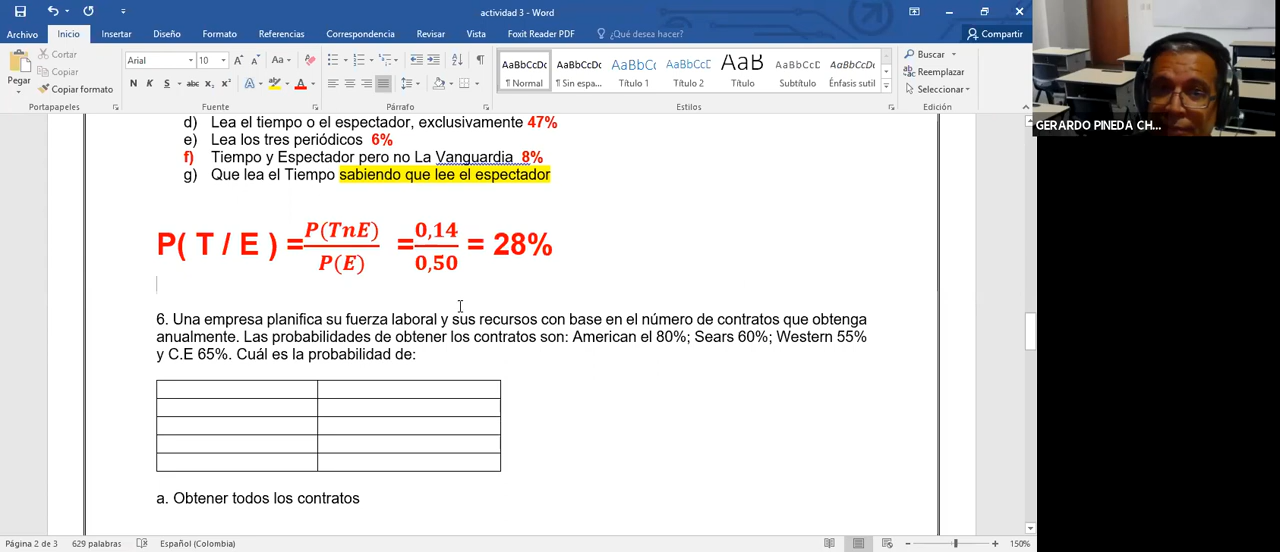 actividad 3 - Word
Archivo Inicio Insertar Diseño Formato Referencias Correspondencia Revisar Vista Foxit Reader PDF ¿Qué desea hacer? Compartir
Pegar
Cortar
Copiar
Copiar formato
Portapapeles
Arial 10
N K S abc x₂ x²
Fuente
Párrafo
AaBbCcDc AaBbCcDc AaBbC AaBbCcC AaB AaBbCcD AaBbCcDc
¶ Normal ¶ Sin espa... Título 1 Título 2 Título Subtítulo Énfasis sutil
Estilos
Buscar
Reemplazar
Seleccionar
Edición
GERARDO PINEDA CH...
d) Lea el tiempo o el espectador, exclusivamente 47%
e) Lea los tres periódicos 6%
f) Tiempo y Espectador pero no La Vanguardia 8%
g) Que lea el Tiempo sabiendo que lee el espectador
P( T / E ) = P(TnE) / P(E) = 0,14 / 0,50 = 28%
6. Una empresa planifica su fuerza laboral y sus recursos con base en el número de contratos que obtenga
anualmente. Las probabilidades de obtener los contratos son: American el 80%; Sears 60%; Western 55%
y C.E 65%. Cuál es la probabilidad de:
a. Obtener todos los contratos
Página 2 de 3 629 palabras Español (Colombia) 150%